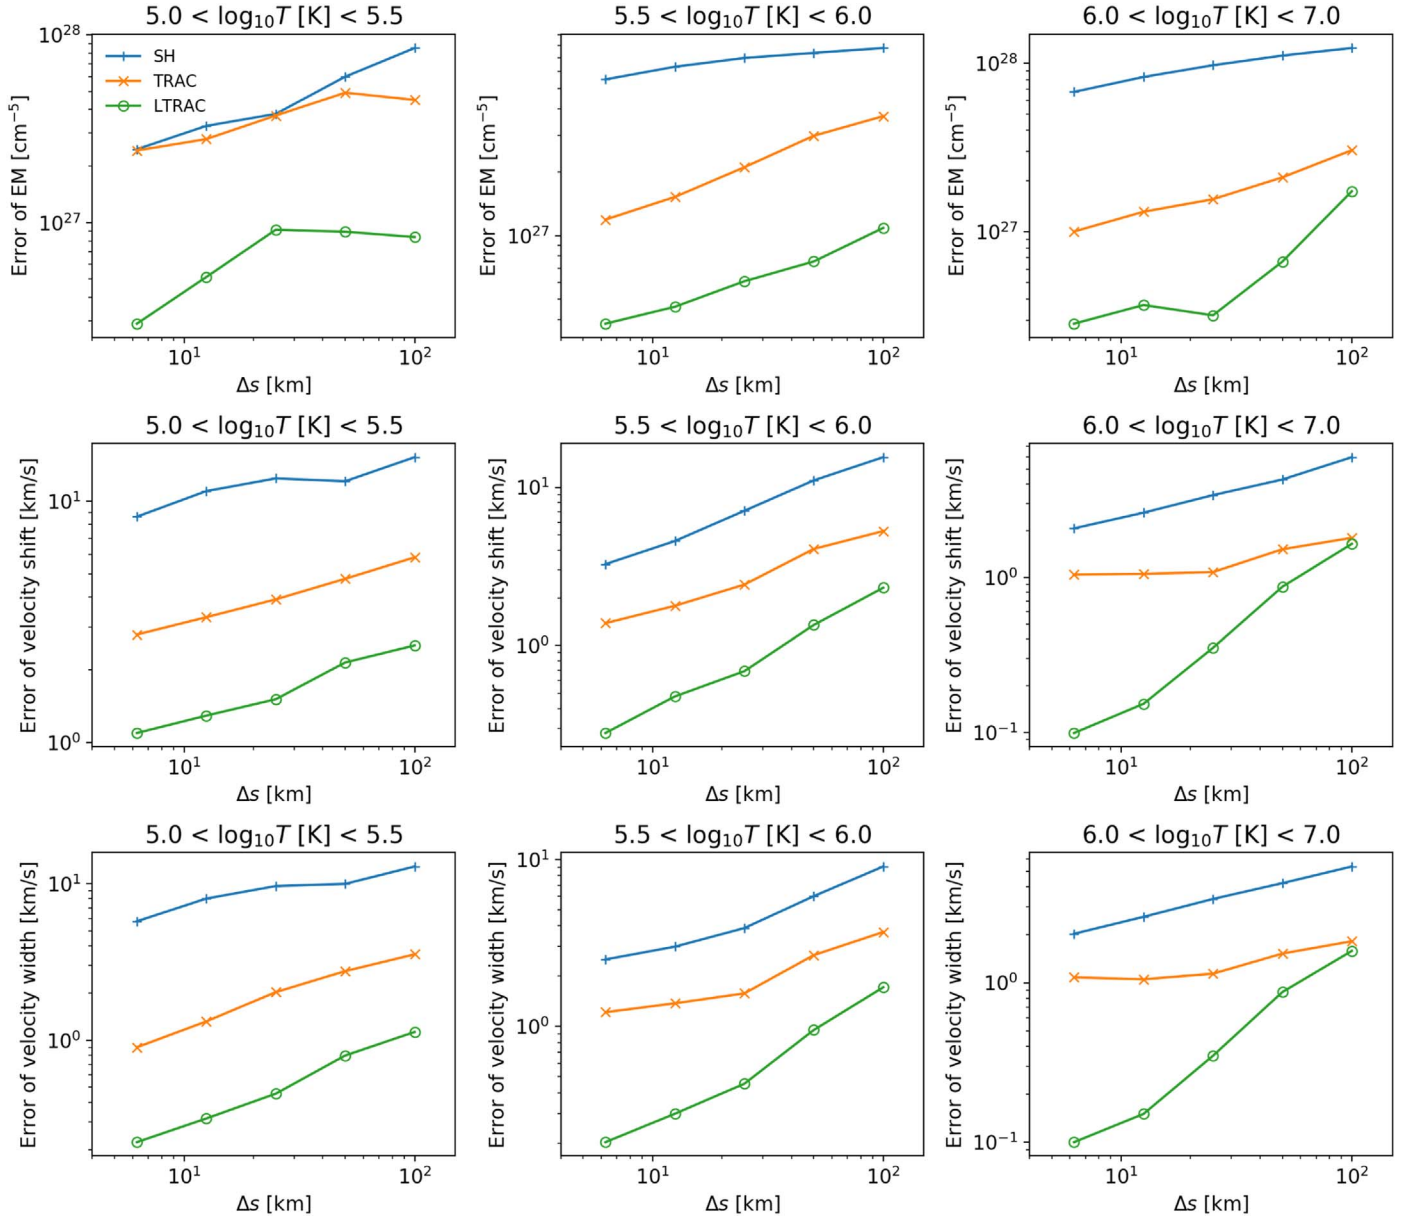 5.0 < log₁₀T [K] < 5.5
5.5 < log₁₀T [K] < 6.0
6.0 < log₁₀T [K] < 7.0
Error of EM [cm⁻⁵]
10²⁸
10²⁷
SH
TRAC
LTRAC
10¹
10²
Δs [km]
Error of EM [cm⁻⁵]
10²⁷
10¹
10²
Δs [km]
Error of EM [cm⁻⁵]
10²⁸
10²⁷
10¹
10²
Δs [km]
5.0 < log₁₀T [K] < 5.5
5.5 < log₁₀T [K] < 6.0
6.0 < log₁₀T [K] < 7.0
Error of velocity shift [km/s]
10¹
10⁰
10¹
10²
Δs [km]
Error of velocity shift [km/s]
10¹
10⁰
10¹
10²
Δs [km]
Error of velocity shift [km/s]
10⁰
10⁻¹
10¹
10²
Δs [km]
5.0 < log₁₀T [K] < 5.5
5.5 < log₁₀T [K] < 6.0
6.0 < log₁₀T [K] < 7.0
Error of velocity width [km/s]
10¹
10⁰
10¹
10²
Δs [km]
Error of velocity width [km/s]
10¹
10⁰
10¹
10²
Δs [km]
Error of velocity width [km/s]
10⁰
10⁻¹
10¹
10²
Δs [km]